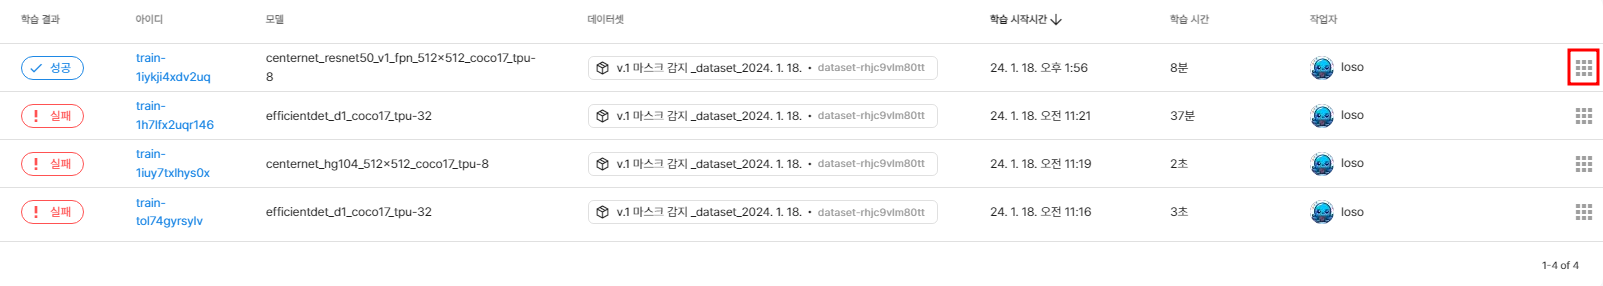 학습 결과 아이디 모델 데이터셋 학습 시작시간 학습 시간 작업자
성공 train-1iykji4xdv2uq centernet_resnet50_v1_fpn_512×512_coco17_tpu-8 v.1 마스크 감지 _dataset_2024. 1. 18. • dataset-rhjc9vlm80tt 24. 1. 18. 오후 1:56 8분 loso
실패 train-1h7lfx2uqr146 efficientdet_d1_coco17_tpu-32 v.1 마스크 감지 _dataset_2024. 1. 18. • dataset-rhjc9vlm80tt 24. 1. 18. 오전 11:21 37분 loso
실패 train-1iuy7txlhys0x centernet_hg104_512×512_coco17_tpu-8 v.1 마스크 감지 _dataset_2024. 1. 18. • dataset-rhjc9vlm80tt 24. 1. 18. 오전 11:19 2초 loso
실패 train-tol74gyrsylv efficientdet_d1_coco17_tpu-32 v.1 마스크 감지 _dataset_2024. 1. 18. • dataset-rhjc9vlm80tt 24. 1. 18. 오전 11:16 3초 loso
1-4 of 4